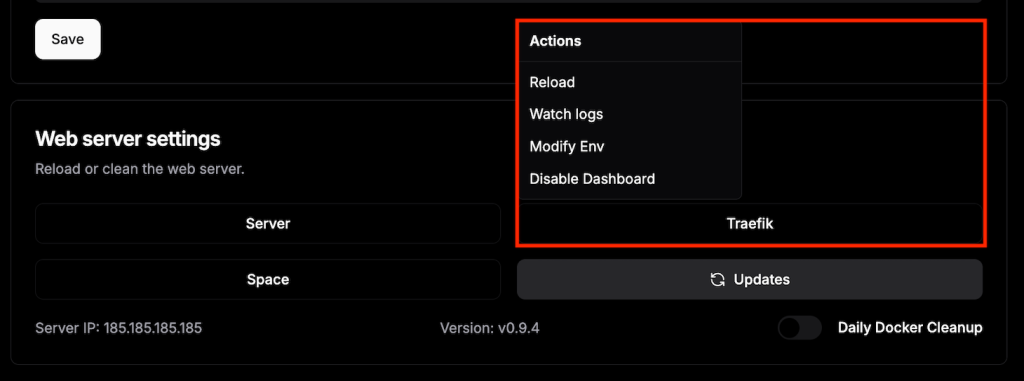 Save
Actions
Reload
Watch logs
Modify Env
Disable Dashboard
Web server settings
Reload or clean the web server.
Server
Traefik
Space
Updates
Server IP: 185.185.185.185
Version: v0.9.4
Daily Docker Cleanup